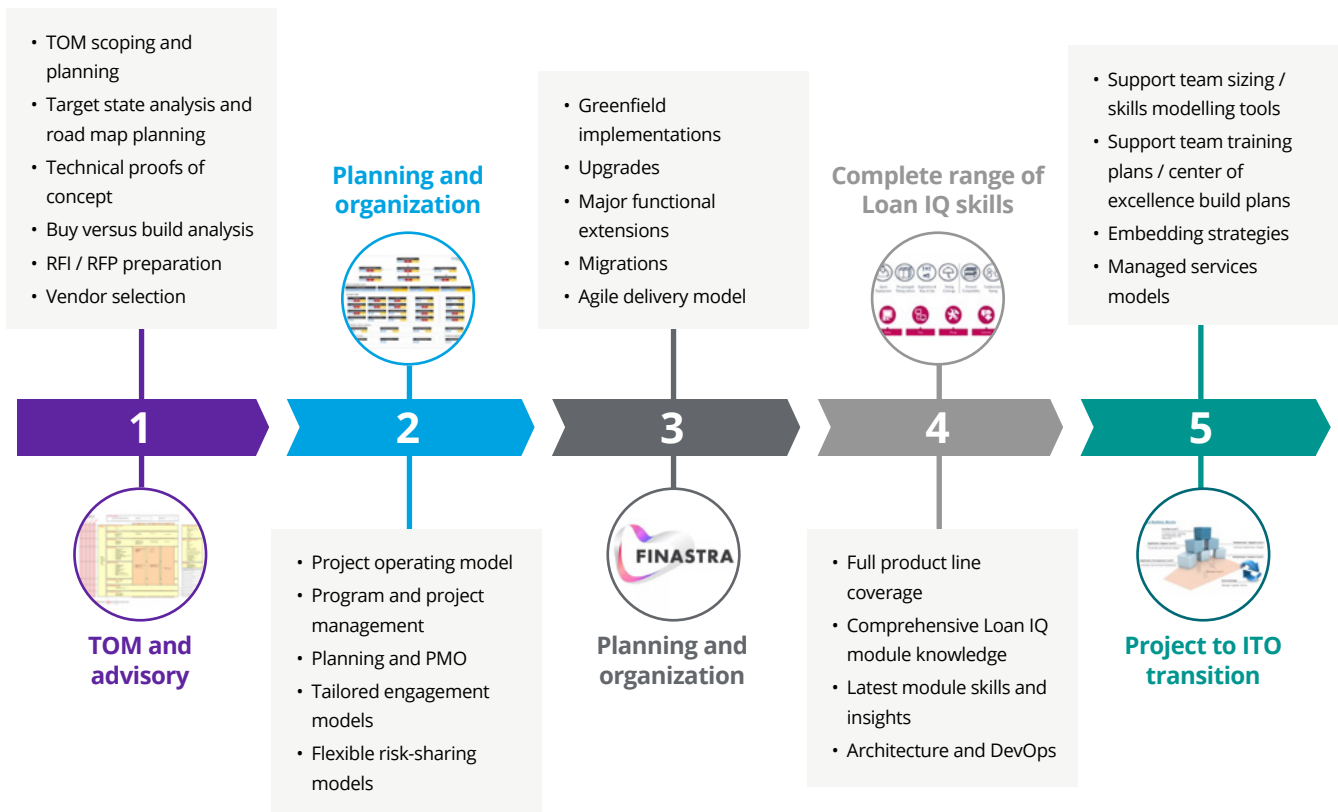 • TOM scoping and
planning
• Target state analysis and
road map planning
• Technical proofs of
concept
• Buy versus build analysis
• RFI / RFP preparation
• Vendor selection
1
TOM and
advisory
Planning and
organization
2
• Project operating model
• Program and project
management
• Planning and PMO
• Tailored engagement
models
• Flexible risk-sharing
models
• Greenfield
implementations
• Upgrades
• Major functional
extensions
• Migrations
• Agile delivery model
3
FINASTRA
Planning and
organization
Complete range of
Loan IQ skills
4
• Full product line
coverage
• Comprehensive Loan IQ
module knowledge
• Latest module skills and
insights
• Architecture and DevOps
• Support team sizing /
skills modelling tools
• Support team training
plans / center of
excellence build plans
• Embedding strategies
• Managed services
models
5
Project to ITO
transition